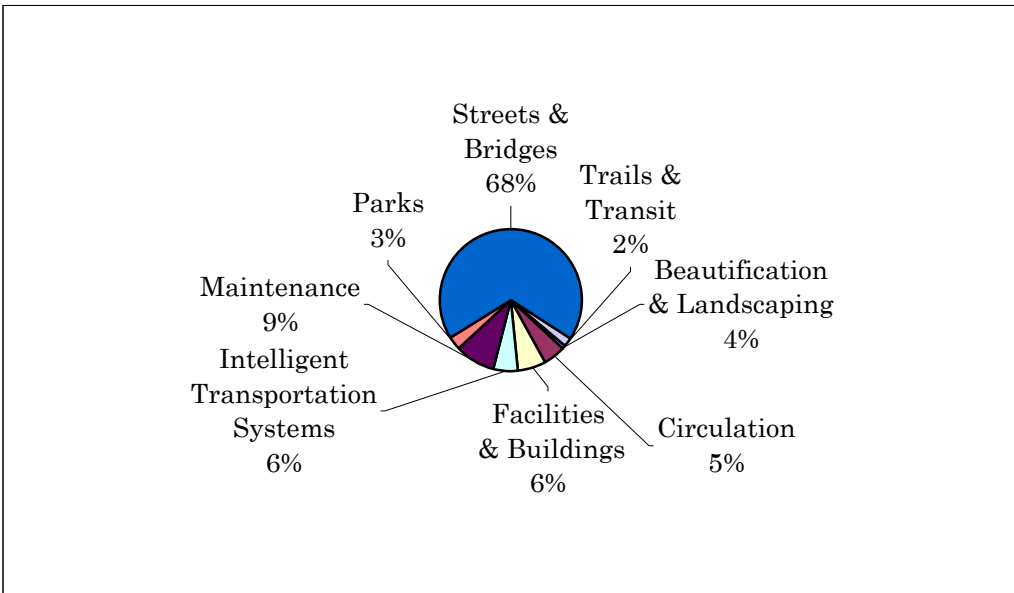 Streets &
Bridges
68%
Trails &
Transit
2%
Parks
3%
Beautification
& Landscaping
4%
Maintenance
9%
Intelligent
Transportation
Systems
6%
Facilities
& Buildings
6%
Circulation
5%